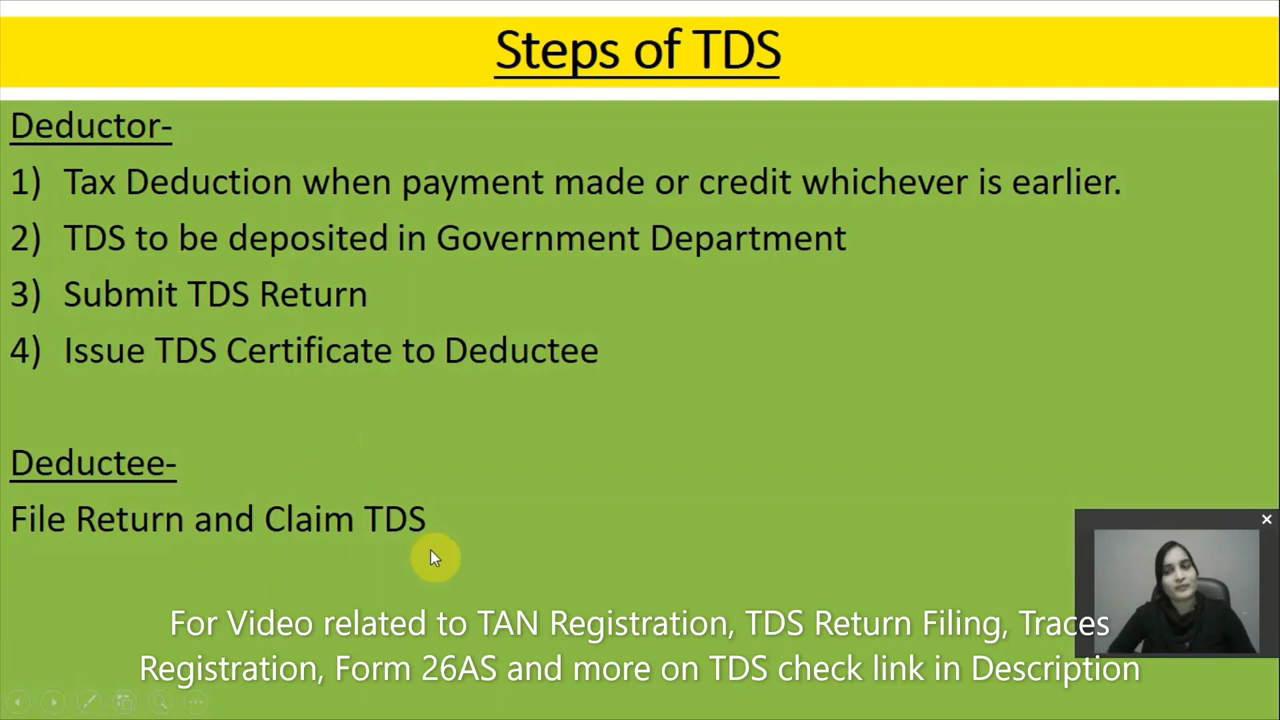 Steps of TDS
Deductor-
1) Tax Deduction when payment made or credit whichever is earlier.
2) TDS to be deposited in Government Department
3) Submit TDS Return
4) Issue TDS Certificate to Deductee
Deductee-
File Return and Claim TDS
For Video related to TAN Registration, TDS Return Filing, Traces
Registration, Form 26AS and more on TDS check link in Description